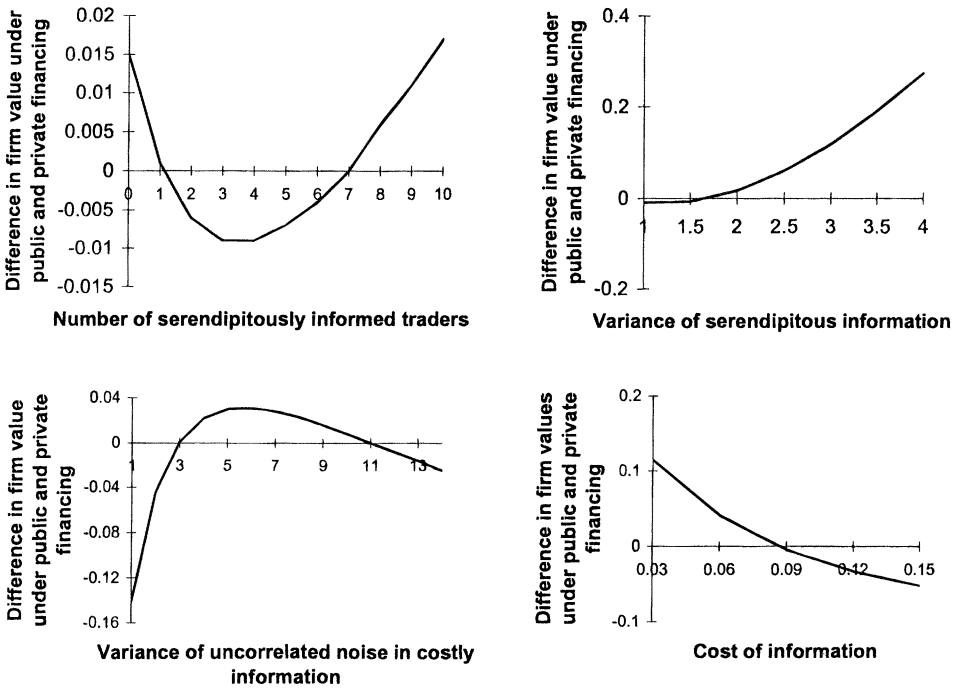 Difference in firm value under
public and private financing
0.02
0.015
0.01
0.005
0
-0.005
-0.01
-0.015
0 1 2 3 4 5 6 7 8 9 10
Number of serendipitously informed traders
Difference in firm value under
public and private financing
0.4
0.2
0
-0.2
1 1.5 2 2.5 3 3.5 4
Variance of serendipitous information
Difference in firm value
under public and private
financing
0.04
0
-0.04
-0.08
-0.12
-0.16
1 3 5 7 9 11 13
Variance of uncorrelated noise in costly
information
Difference in firm values
under public and private
financing
0.2
0.1
0
-0.1
0.03 0.06 0.09 0.12 0.15
Cost of information